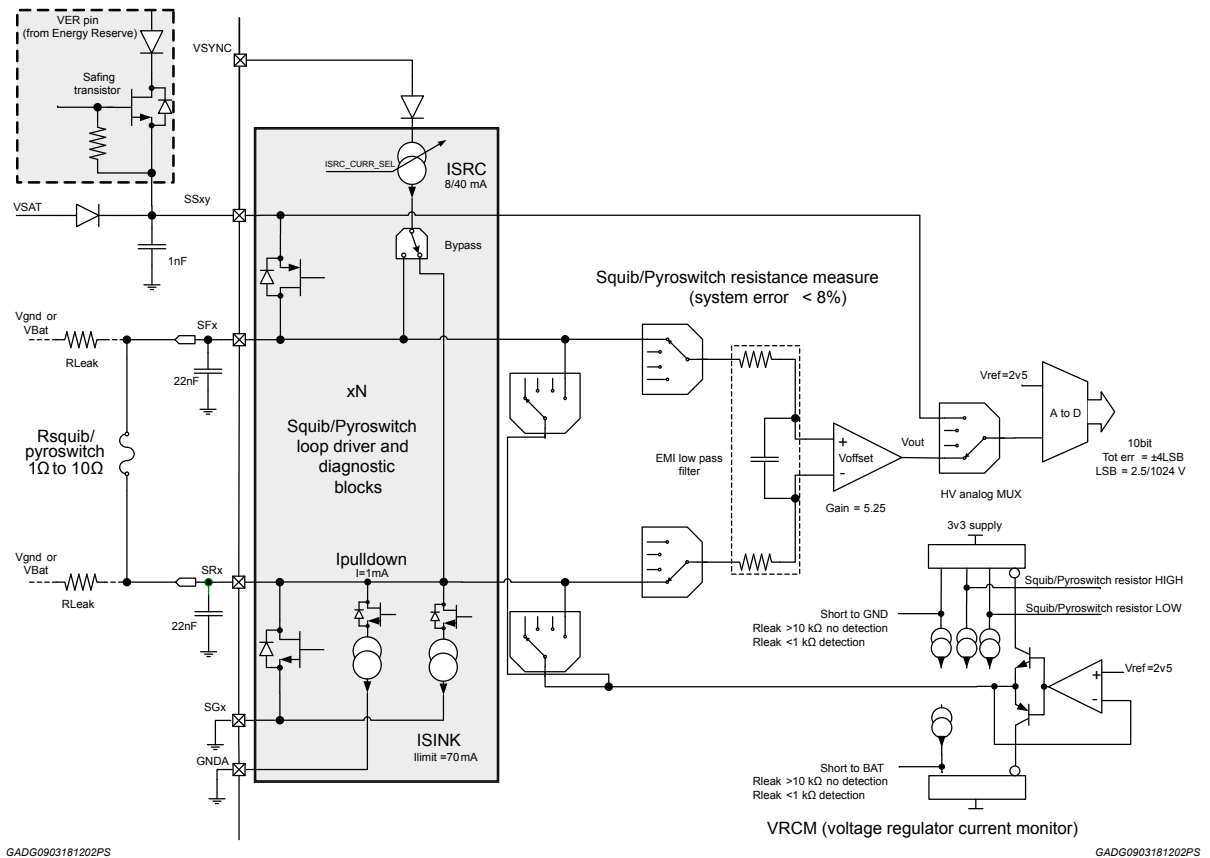 VER pin
(from Energy Reserve)
Safing
transistor
VSYNC
ISRC_CURR_SEL
ISRC
8/40 mA
VSAT
SSxy
1nF
Bypass
Squib/Pyroswitch resistance measure
(system error < 8%)
Vgnd or
VBat
RLeak
SFx
22nF
xN
Squib/Pyroswitch
loop driver and
diagnostic
blocks
Rsquib/
pyroswitch
1Ω to 10Ω
EMI low pass
filter
+
-
Voffset
Gain = 5.25
Vout
HV analog MUX
Vref=2v5
A to D
10bit
Tot err = ±4LSB
LSB = 2.5/1024 V
Vgnd or
VBat
RLeak
SRx
22nF
Ipulldown
I=1mA
3v3 supply
Squib/Pyroswitch resistor HIGH
Squib/Pyroswitch resistor LOW
Short to GND
Rleak >10 kΩ no detection
Rleak <1 kΩ detection
+
-
Vref=2v5
SGx
GNDA
ISINK
Ilimit =70mA
Short to BAT
Rleak >10 kΩ no detection
Rleak <1 kΩ detection
VRCM (voltage regulator current monitor)
GADG0903181202PS
GADG0903181202PS